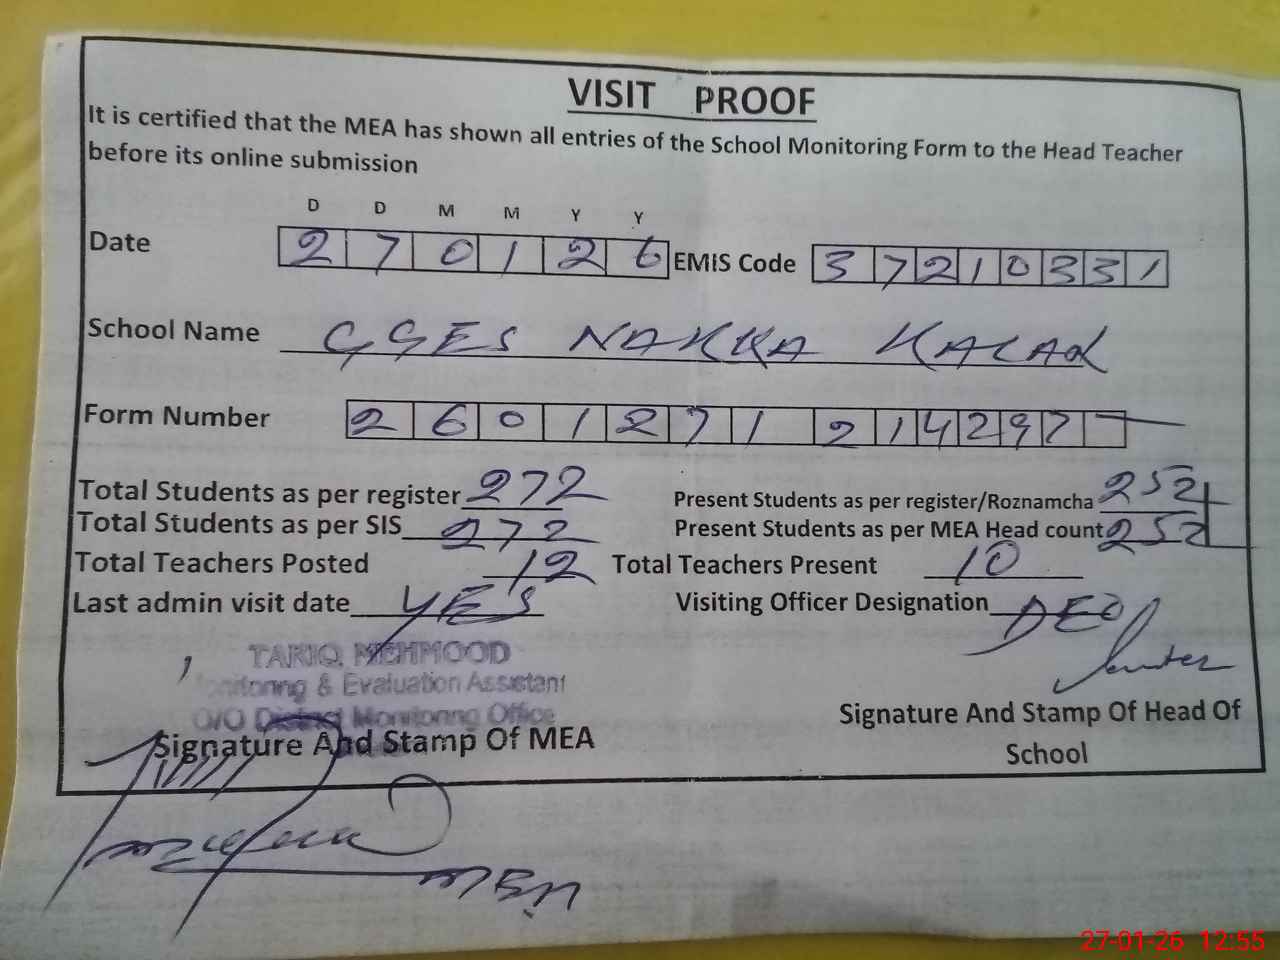 VISIT PROOF
It is certified that the MEA has shown all entries of the School Monitoring Form to the Head Teacher
before its online submission
D D M M Y Y
Date 2 7 0 1 2 6 EMIS Code 3 7 2 1 0 3 3 1
School Name GGES NAKKA KALAN
Form Number 2 6 0 1 2 7 1 2 1 4 2 9 7
Total Students as per register 272 Present Students as per register/Roznamcha 252
Total Students as per SIS 272 Present Students as per MEA Head count 252
Total Teachers Posted 12 Total Teachers Present 10
Last admin visit date YES Visiting Officer Designation DEO
TARIQ MEHMOOD
Monitoring & Evaluation Assistant
O/O District Monitoring Office
Signature And Stamp Of MEA
Signature And Stamp Of Head Of
School
27-01-26 12:55